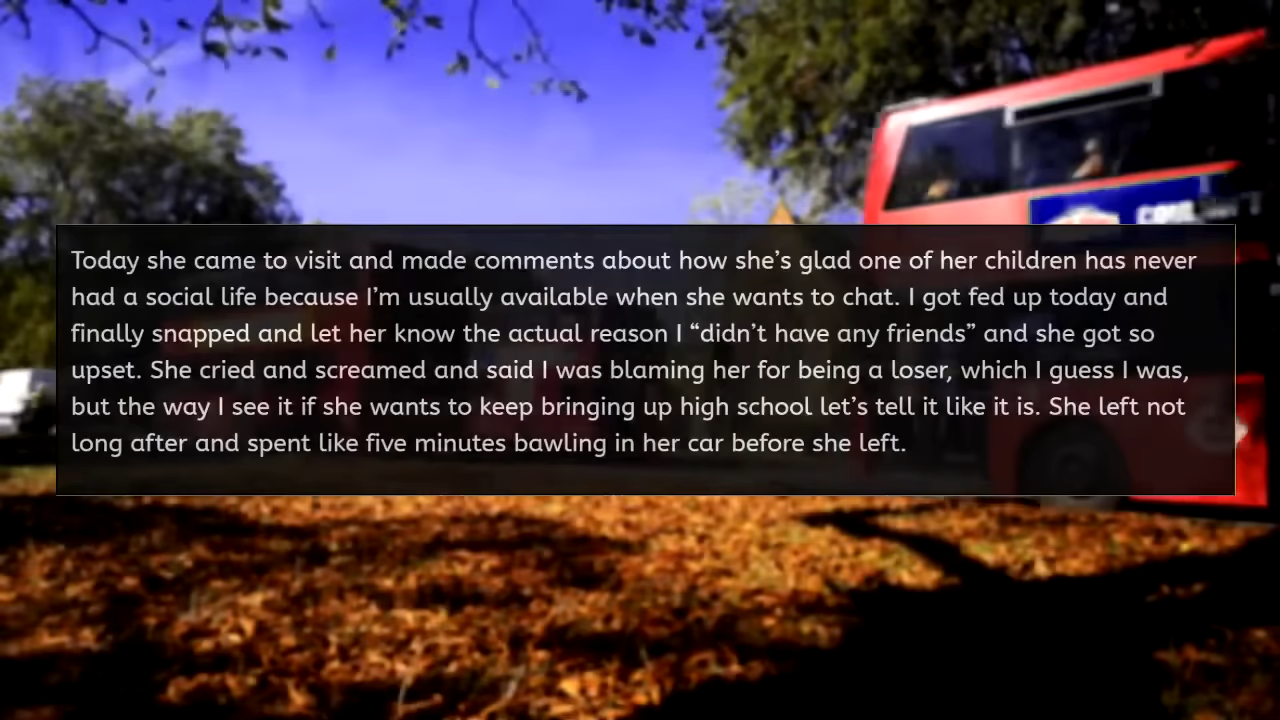 Today she came to visit and made comments about how she’s glad one of her children has never
had a social life because I’m usually available when she wants to chat. I got fed up today and
finally snapped and let her know the actual reason I “didn’t have any friends” and she got so
upset. She cried and screamed and said I was blaming her for being a loser, which I guess I was,
but the way I see it if she wants to keep bringing up high school let’s tell it like it is. She left not
long after and spent like five minutes bawling in her car before she left.